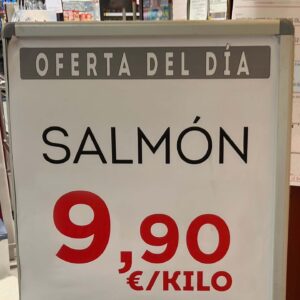 OFERTA DEL DÍA
SALMÓN
9,90
€/KILO